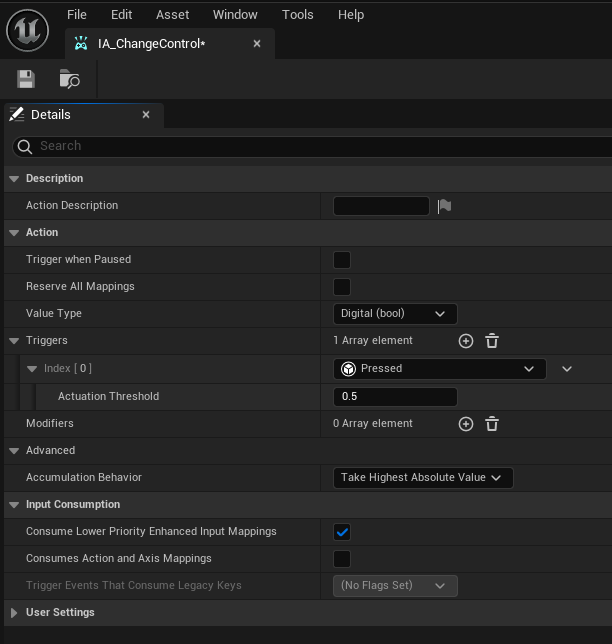 File Edit Asset Window Tools Help
IA_ChangeControl*
Details
Search
Description
Action Description
Action
Trigger when Paused
Reserve All Mappings
Value Type Digital (bool)
Triggers 1 Array element
Index [ 0 ] Pressed
Actuation Threshold 0.5
Modifiers 0 Array element
Advanced
Accumulation Behavior Take Highest Absolute Value
Input Consumption
Consume Lower Priority Enhanced Input Mappings
Consumes Action and Axis Mappings
Trigger Events That Consume Legacy Keys (No Flags Set)
User Settings